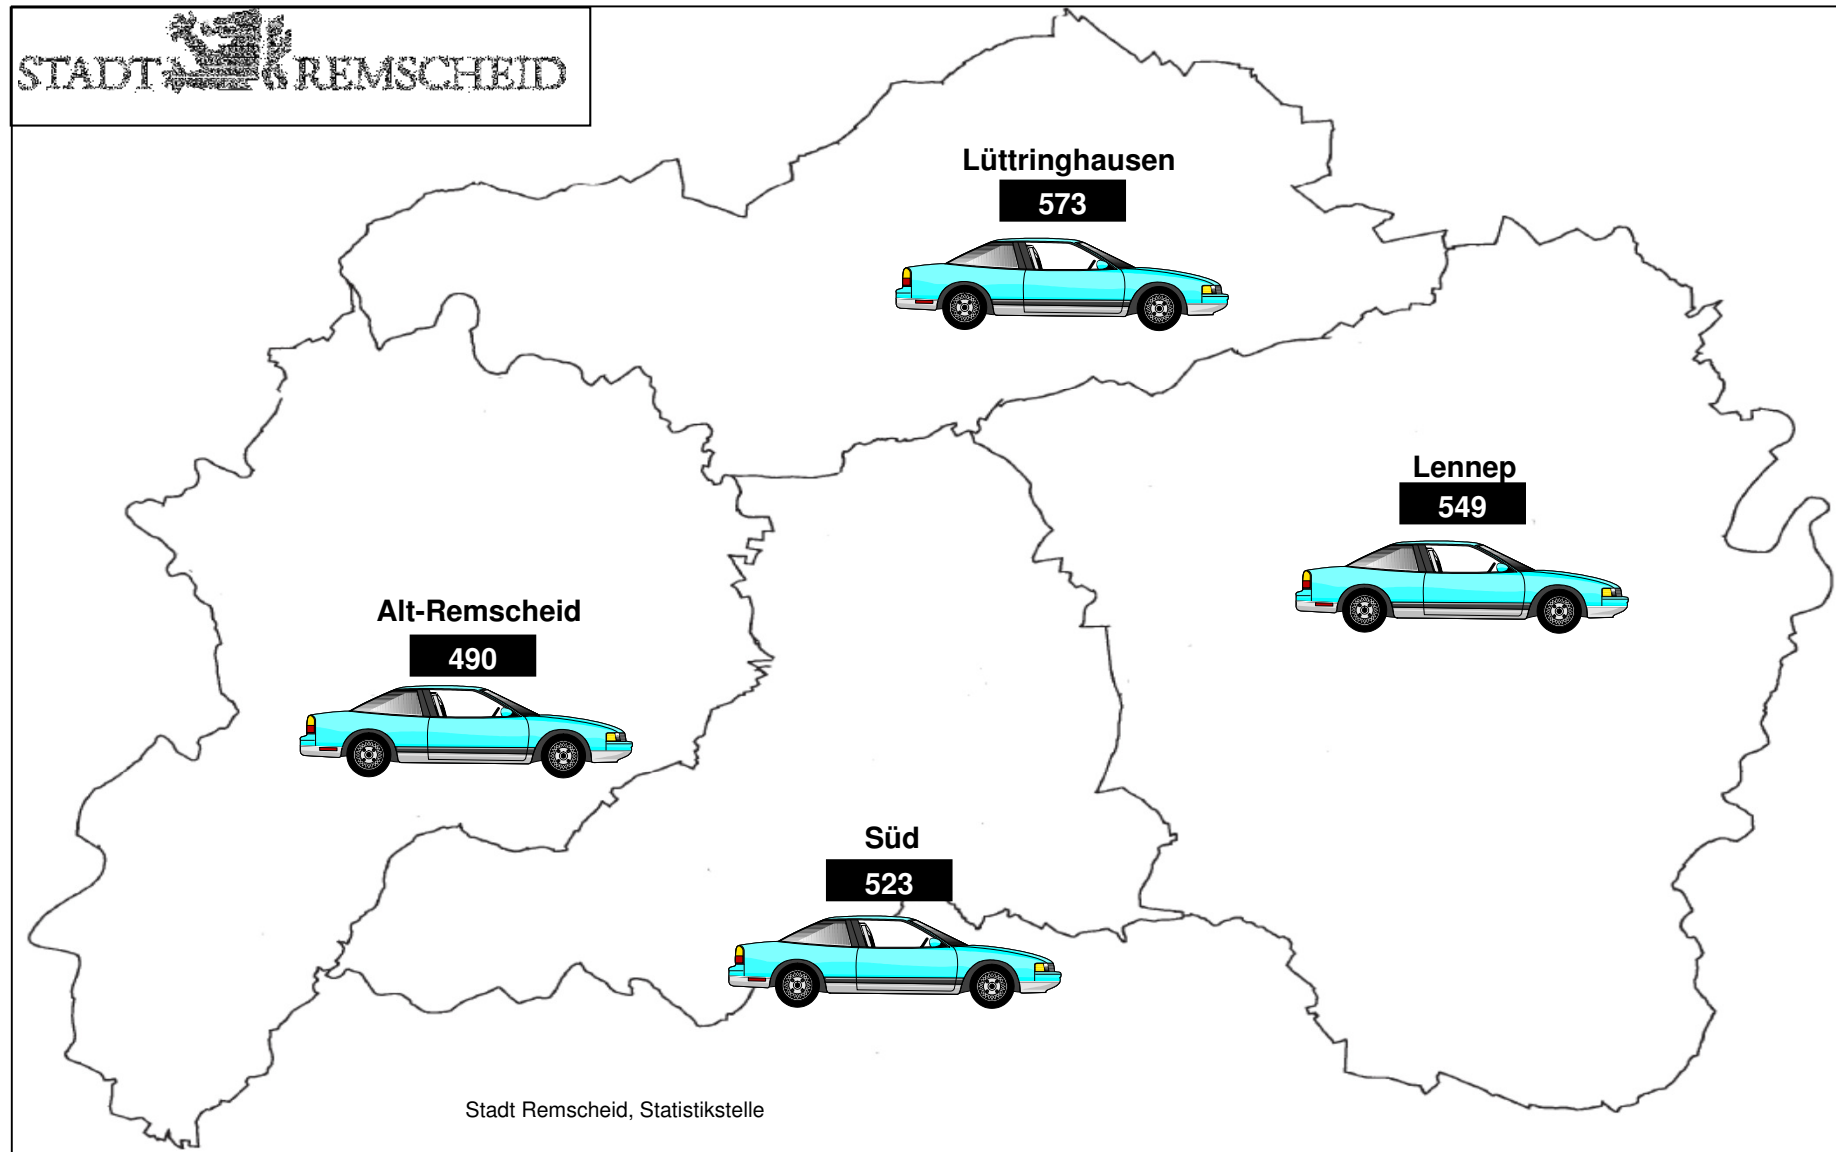 STADT REMSCHEID
Lüttringhausen
573
Lennep
549
Alt-Remscheid
490
Süd
523
Stadt Remscheid, Statistikstelle